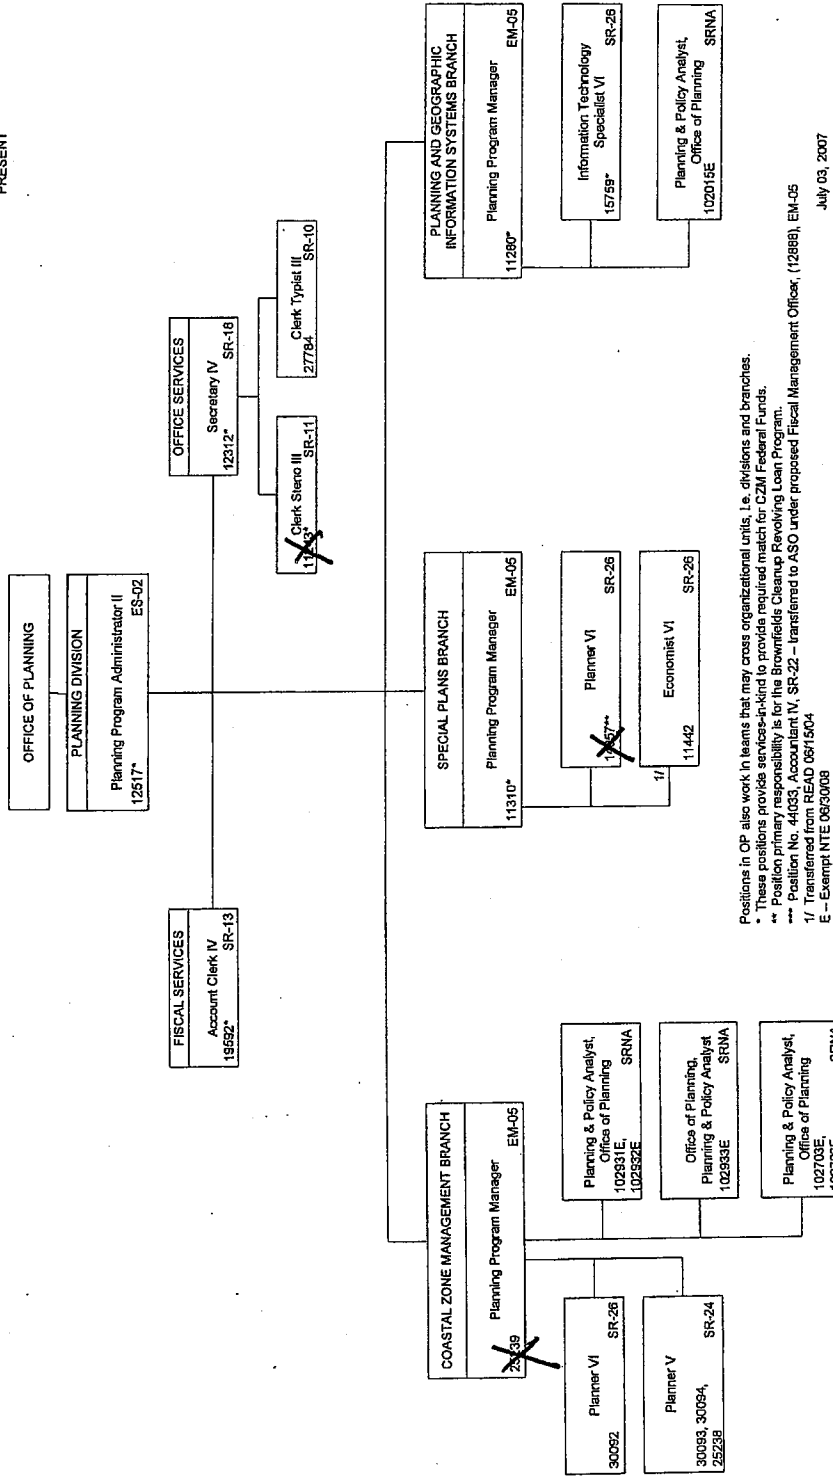 PRESENT
OFFICE OF PLANNING
PLANNING DIVISION
Planning Program Administrator II
12517* ES-02
FISCAL SERVICES
Account Clerk IV
19592* SR-13
OFFICE SERVICES
Secretary IV
12312* SR-18
Clerk Steno III
SR-11
Clerk Typist III
27784 SR-10
COASTAL ZONE MANAGEMENT BRANCH
Planning Program Manager
25239 EM-05
Planner VI
30092 SR-26
Planner V
30093, 30094, SR-24
25238
Planning & Policy Analyst,
Office of Planning
102931E, SRNA
102932E
Office of Planning,
Planning & Policy Analyst
102933E SRNA
Planning & Policy Analyst,
Office of Planning
102703E, SRNA
SPECIAL PLANS BRANCH
Planning Program Manager
11310* EM-05
Planner VI
SR-26
1/
Economist VI
11442 SR-26
PLANNING AND GEOGRAPHIC
INFORMATION SYSTEMS BRANCH
Planning Program Manager
11280* EM-05
Information Technology
Specialist VI
15759* SR-26
Planning & Policy Analyst,
Office of Planning
102015E SRNA
Positions in OP also work in teams that may cross organizational units, i.e. divisions and branches.
* These positions provide services-in-kind to provide required match for CZM Federal Funds.
** Position primary responsibility is for the Brownfields Cleanup Revolving Loan Program.
*** Position No. 44033, Accountant IV, SR-22 – transferred to ASO under proposed Fiscal Management Officer, (12888), EM-05
1/ Transferred from READ 06/15/04
E – Exempt NTE 06/30/08
July 03, 2007